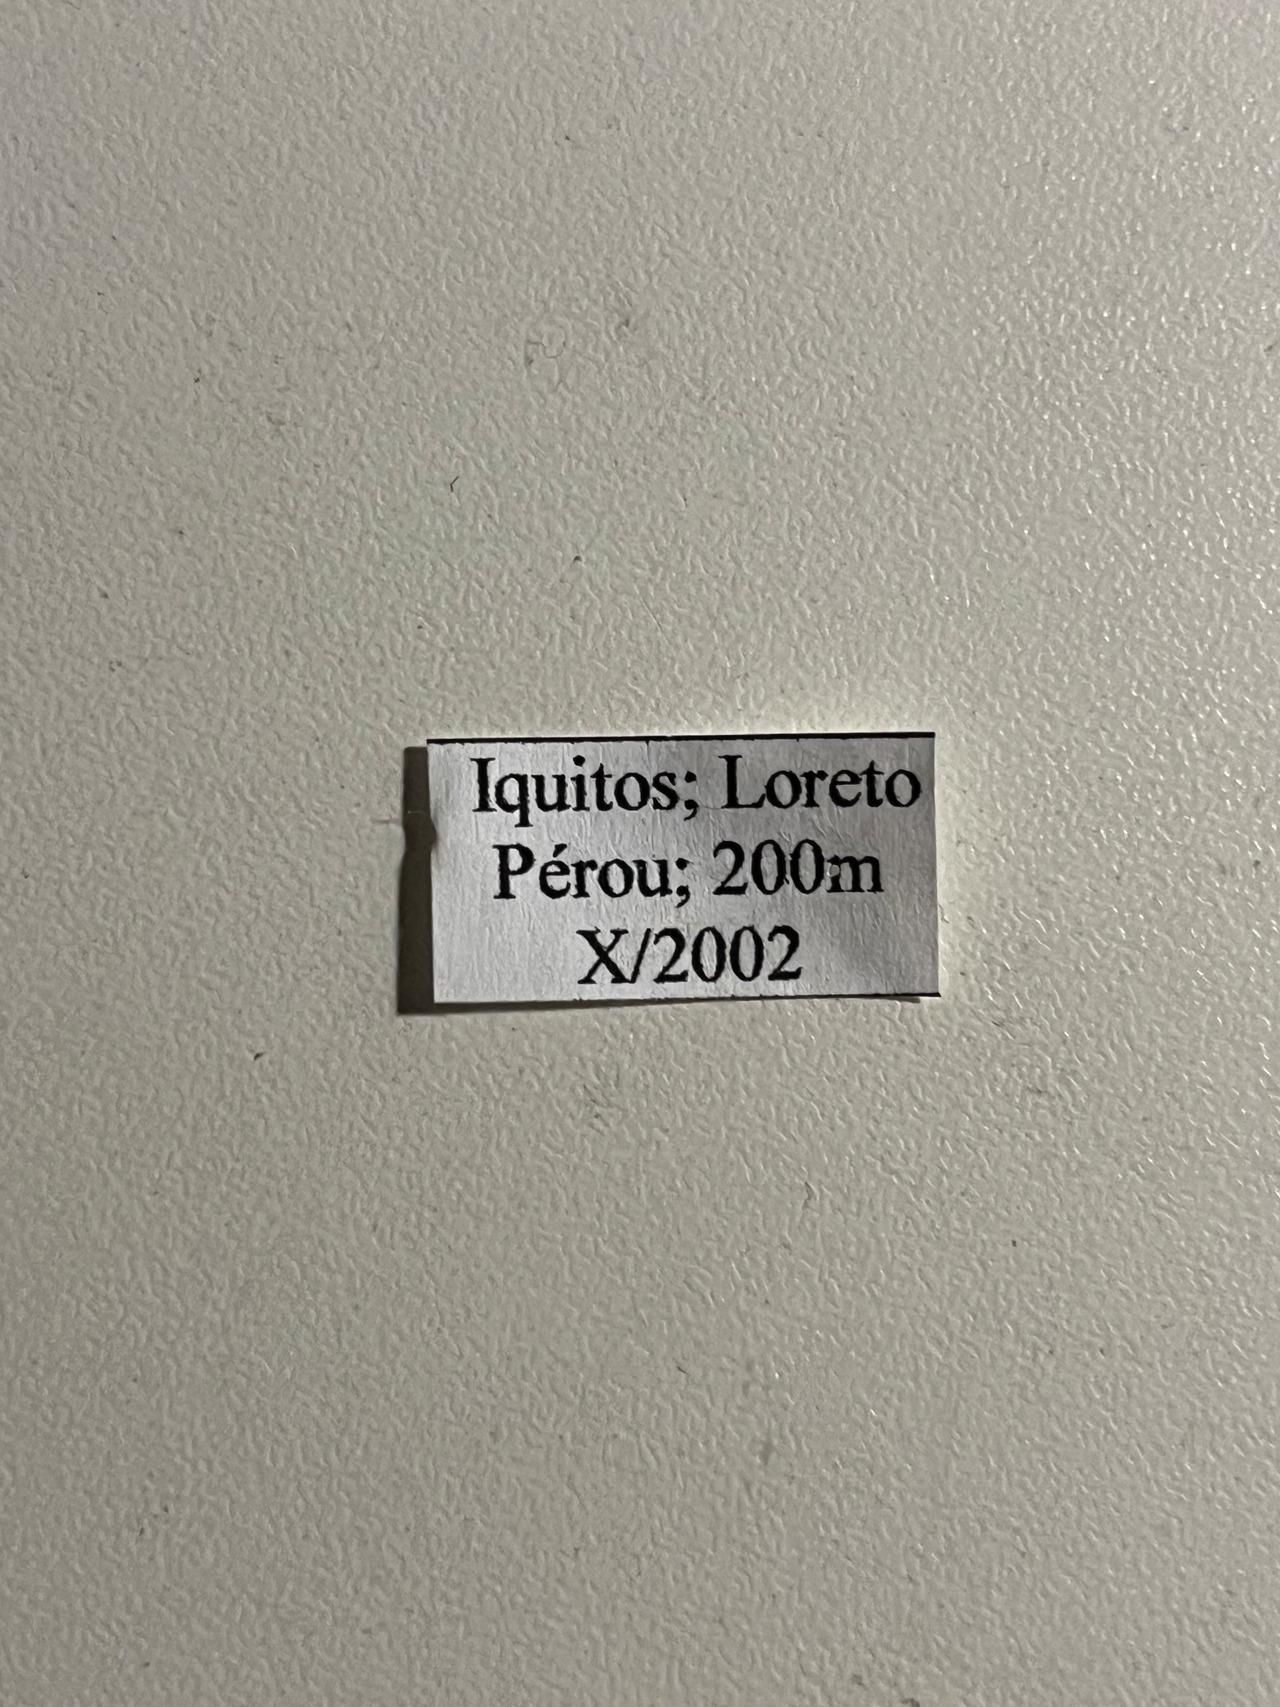 Iquitos; Loreto
Pérou; 200m
X/2002